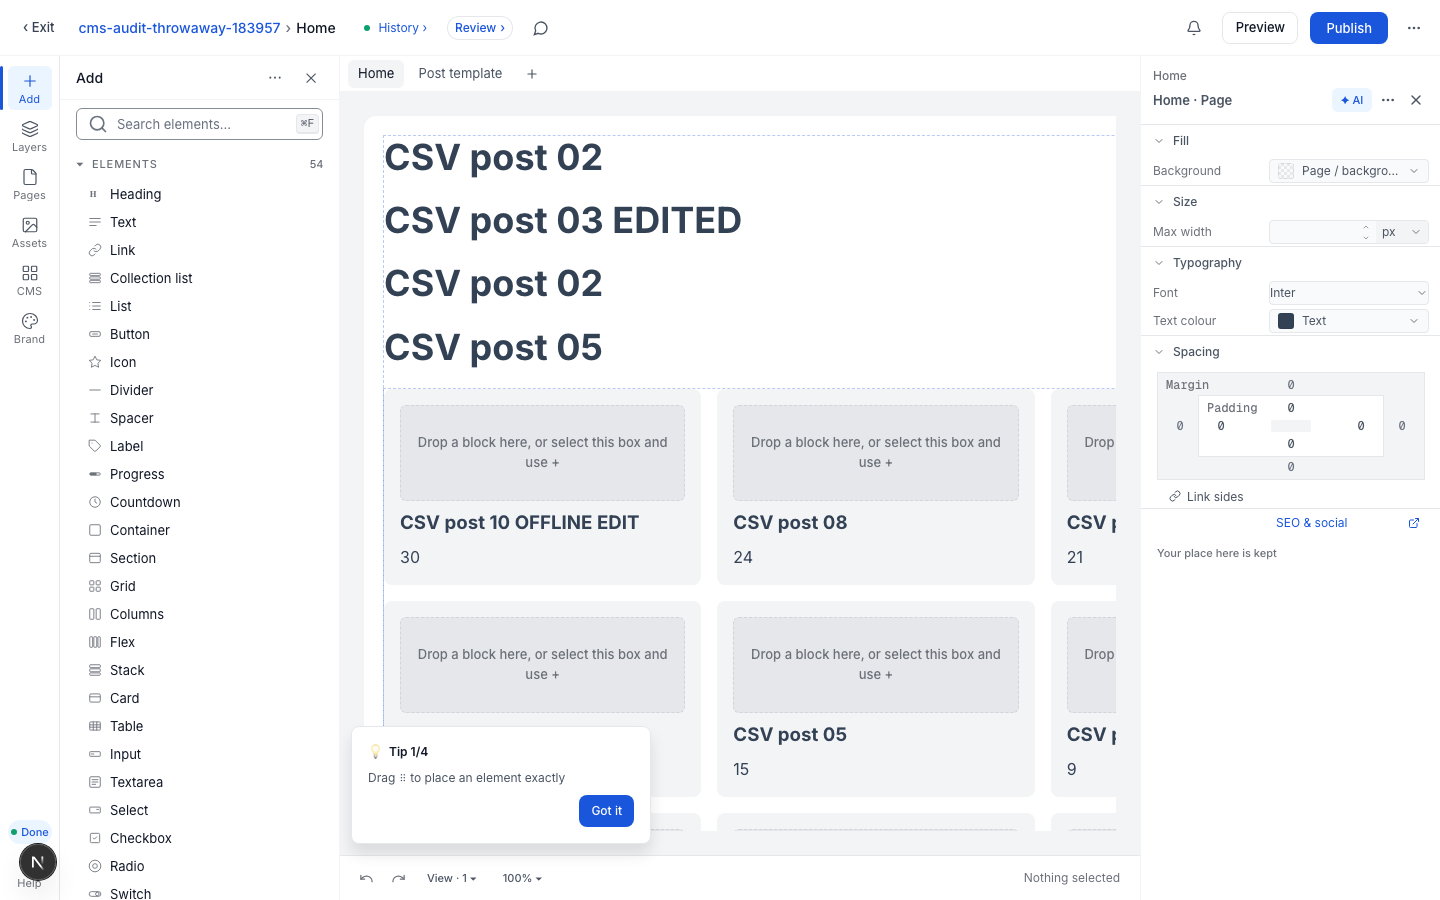 ‹ Exit
cms-audit-throwaway-183957 › Home
History ›
Review ›
Preview
Publish
Add
Layers
Pages
Assets
CMS
Brand
Done
N
Help
Add
Search elements...
⌘F
ELEMENTS
54
H Heading
Text
Link
Collection list
List
Button
Icon
Divider
Spacer
Label
Progress
Countdown
Container
Section
Grid
Columns
Flex
Stack
Card
Table
Input
Textarea
Select
Checkbox
Radio
Switch
Home
Post template
CSV post 02
CSV post 03 EDITED
CSV post 02
CSV post 05
Drop a block here, or select this box and
use +
CSV post 10 OFFLINE EDIT
30
Drop a block here, or select this box and
use +
CSV post 08
24
Drop
CSV p
21
Drop a block here, or select this box and
use +
Drop a block here, or select this box and
use +
CSV post 05
15
Drop
CSV p
9
Tip 1/4
Drag ⠿ to place an element exactly
Got it
View · 1
100%
Nothing selected
Home
Home · Page
AI
Fill
Background
Page / backgro...
Size
Max width
px
Typography
Font
Inter
Text colour
Text
Spacing
Margin
0
Padding
0
0
0
0
0
0
0
Link sides
SEO & social
Your place here is kept